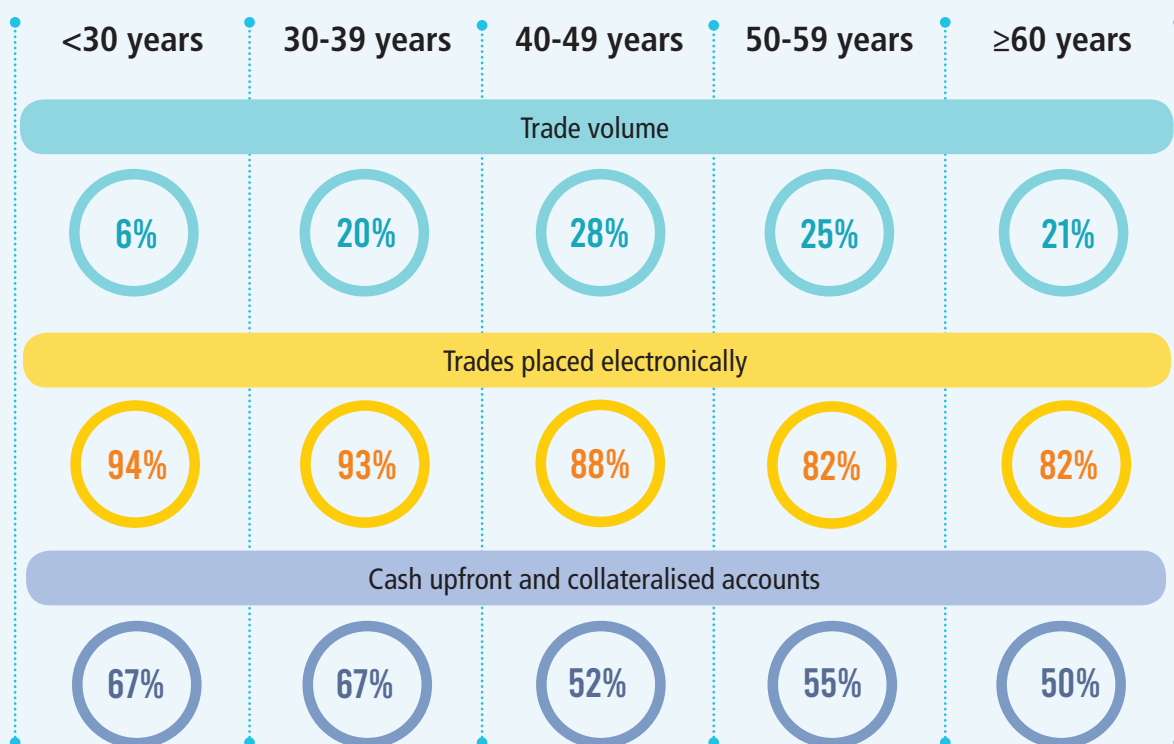 <30 years 30-39 years 40-49 years 50-59 years ≥60 years
Trade volume
6% 20% 28% 25% 21%
Trades placed electronically
94% 93% 88% 82% 82%
Cash upfront and collateralised accounts
67% 67% 52% 55% 50%